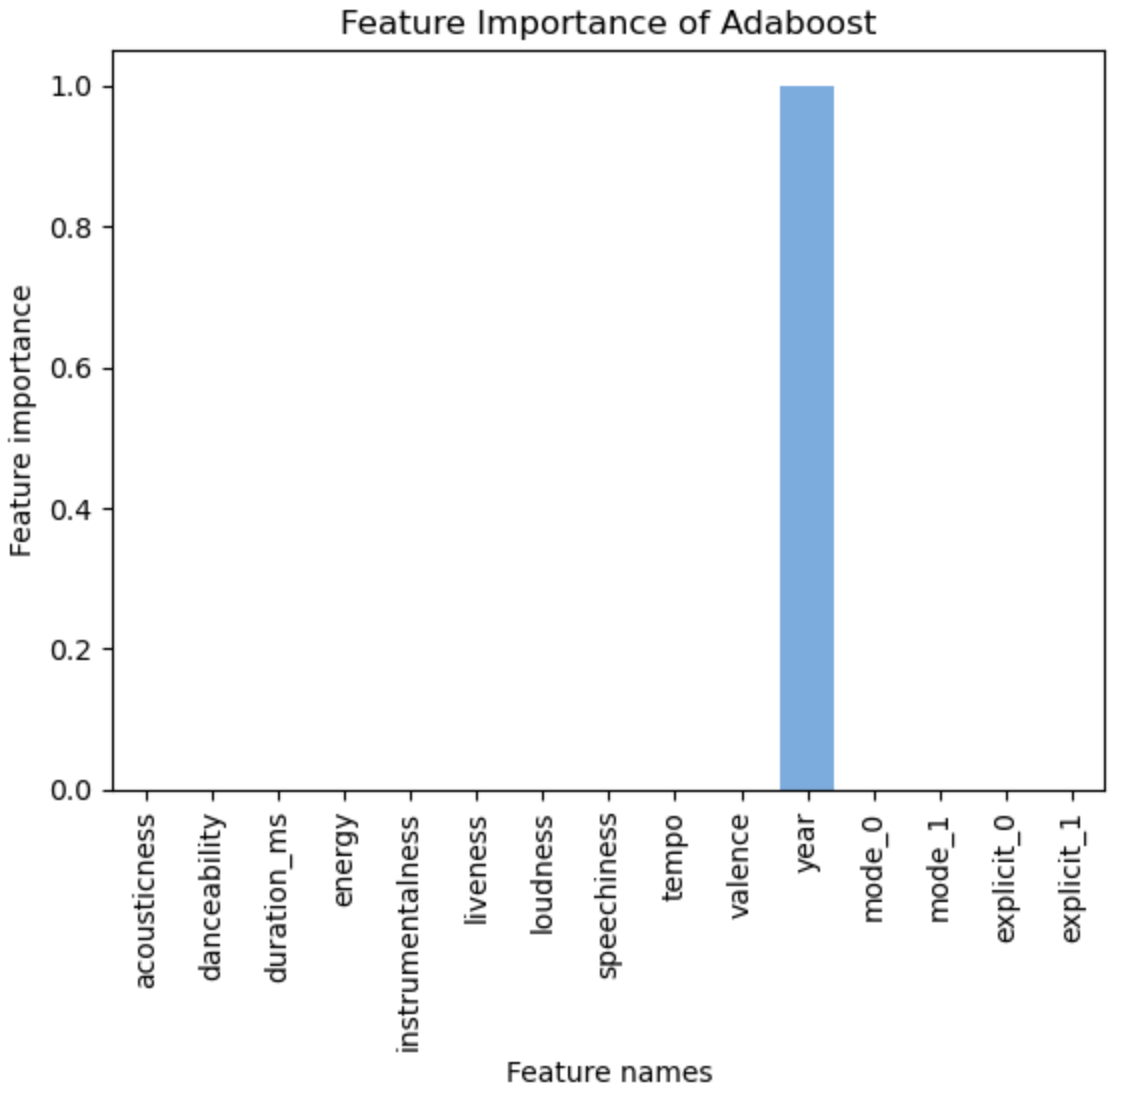 Feature Importance of Adaboost
1.0
0.8
0.6
0.4
0.2
0.0
Feature importance
acousticness
danceability
duration_ms
energy
instrumentalness
liveness
loudness
speechiness
tempo
valence
year
mode_0
mode_1
explicit_0
explicit_1
Feature names